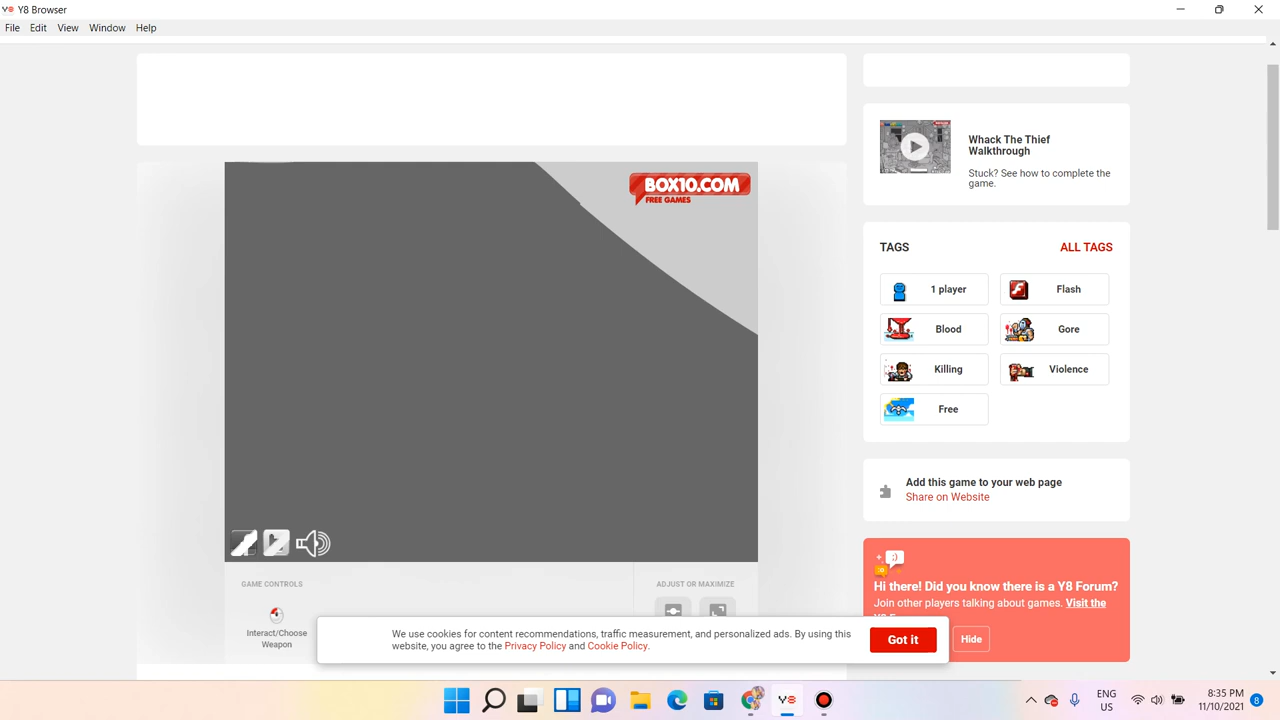 Y8 Browser
File Edit View Window Help
BOX10.COM
FREE GAMES
Whack The Thief
Walkthrough
Stuck? See how to complete the
game.
TAGS ALL TAGS
1 player Flash
Blood Gore
Killing Violence
Free
Add this game to your web page
Share on Website
Hi there! Did you know there is a Y8 Forum?
Join other players talking about games. Visit the
Hide
GAME CONTROLS
Interact/Choose
Weapon
ADJUST OR MAXIMIZE
We use cookies for content recommendations, traffic measurement, and personalized ads. By using this
website, you agree to the Privacy Policy and Cookie Policy.
Got it
ENG
US
8:35 PM
11/10/2021
8